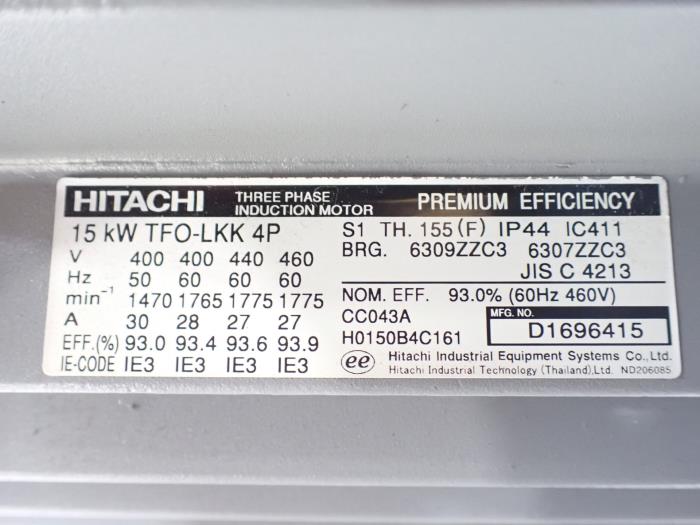 HITACHI THREE PHASE INDUCTION MOTOR PREMIUM EFFICIENCY
15 kW TFO-LKK 4P
V 400 400 440 460
Hz 50 60 60 60
min⁻¹ 1470 1765 1775 1775
A 30 28 27 27
EFF.(%) 93.0 93.4 93.6 93.9
IE-CODE IE3 IE3 IE3 IE3
S1 TH. 155 (F) IP44 IC411
BRG. 6309ZZC3 6307ZZC3
JIS C 4213
NOM. EFF. 93.0% (60Hz 460V)
CC043A
H0150B4C161
MFG. NO. D1696415
ee Hitachi Industrial Equipment Systems Co.,Ltd.
Hitachi Industrial Technology (Thailand),Ltd. ND206085